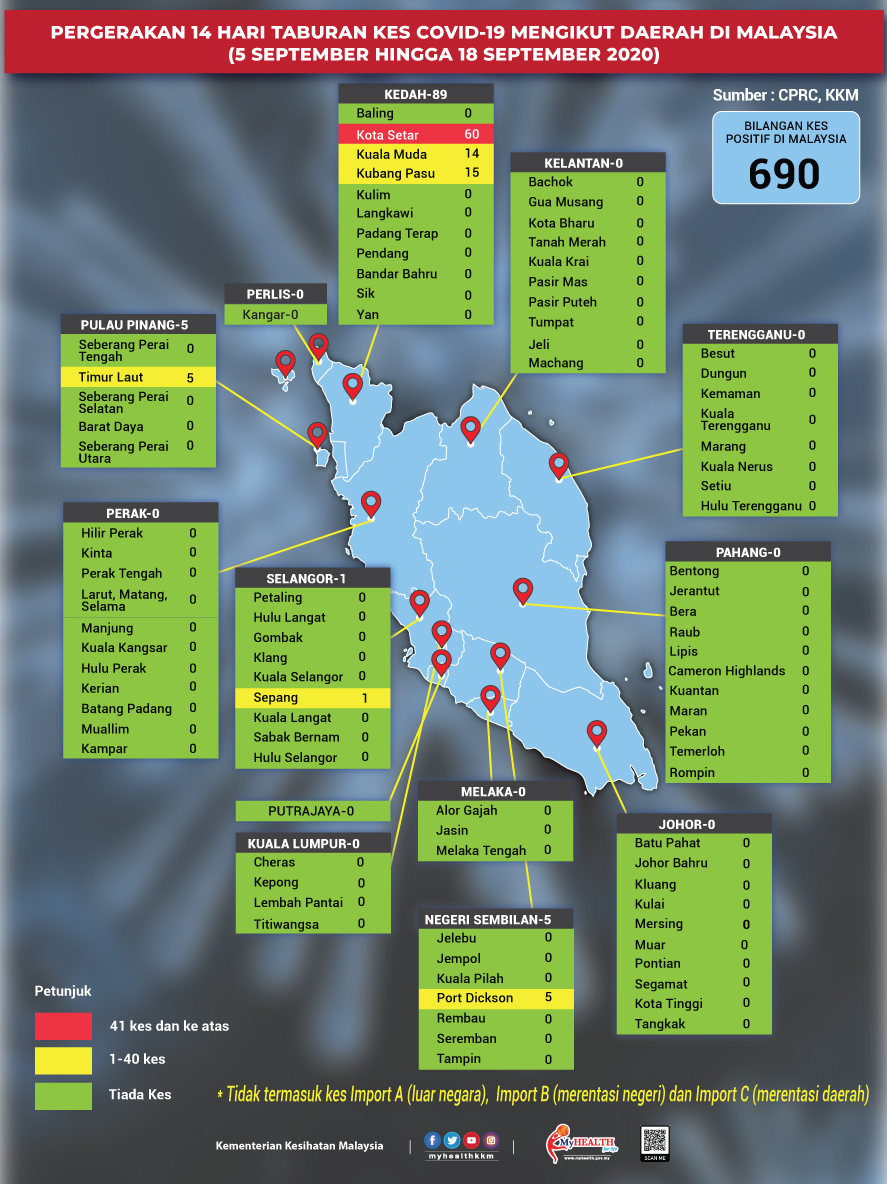 PERGERAKAN 14 HARI TABURAN KES COVID-19 MENGIKUT DAERAH DI MALAYSIA
(5 SEPTEMBER HINGGA 18 SEPTEMBER 2020)
Sumber : CPRC, KKM
BILANGAN KES
POSITIF DI MALAYSIA
690
KEDAH-89
Baling 0
Kota Setar 60
Kuala Muda 14
Kubang Pasu 15
Kulim 0
Langkawi 0
Padang Terap 0
Pendang 0
Bandar Bahru 0
Sik 0
Yan 0
KELANTAN-0
Bachok 0
Gua Musang 0
Kota Bharu 0
Tanah Merah 0
Kuala Krai 0
Pasir Mas 0
Pasir Puteh 0
Tumpat 0
Jeli 0
Machang 0
PERLIS-0
Kangar-0
PULAU PINANG-5
Seberang Perai
Tengah 0
Timur Laut 5
Seberang Perai
Selatan 0
Barat Daya 0
Seberang Perai
Utara 0
TERENGGANU-0
Besut 0
Dungun 0
Kemaman 0
Kuala
Terengganu 0
Marang 0
Kuala Nerus 0
Setiu 0
Hulu Terengganu 0
PERAK-0
Hilir Perak 0
Kinta 0
Perak Tengah 0
Larut, Matang,
Selama 0
Manjung 0
Kuala Kangsar 0
Hulu Perak 0
Kerian 0
Batang Padang 0
Muallim 0
Kampar 0
SELANGOR-1
Petaling 0
Hulu Langat 0
Gombak 0
Klang 0
Kuala Selangor 0
Sepang 1
Kuala Langat 0
Sabak Bernam 0
Hulu Selangor 0
PAHANG-0
Bentong 0
Jerantut 0
Bera 0
Raub 0
Lipis 0
Cameron Highlands 0
Kuantan 0
Maran 0
Pekan 0
Temerloh 0
Rompin 0
PUTRAJAYA-0
KUALA LUMPUR-0
Cheras 0
Kepong 0
Lembah Pantai 0
Titiwangsa 0
MELAKA-0
Alor Gajah 0
Jasin 0
Melaka Tengah 0
NEGERI SEMBILAN-5
Jelebu 0
Jempol 0
Kuala Pilah 0
Port Dickson 5
Rembau 0
Seremban 0
Tampin 0
JOHOR-0
Batu Pahat 0
Johor Bahru 0
Kluang 0
Kulai 0
Mersing 0
Muar 0
Pontian 0
Segamat 0
Kota Tinggi 0
Tangkak 0
Petunjuk
41 kes dan ke atas
1-40 kes
Tiada Kes
* Tidak termasuk kes Import A (luar negara), Import B (merentasi negeri) dan Import C (merentasi daerah)
Kementerian Kesihatan Malaysia
myhealthkkm
MyHEALTH
for life
www.myhealth.gov.my
SCAN ME